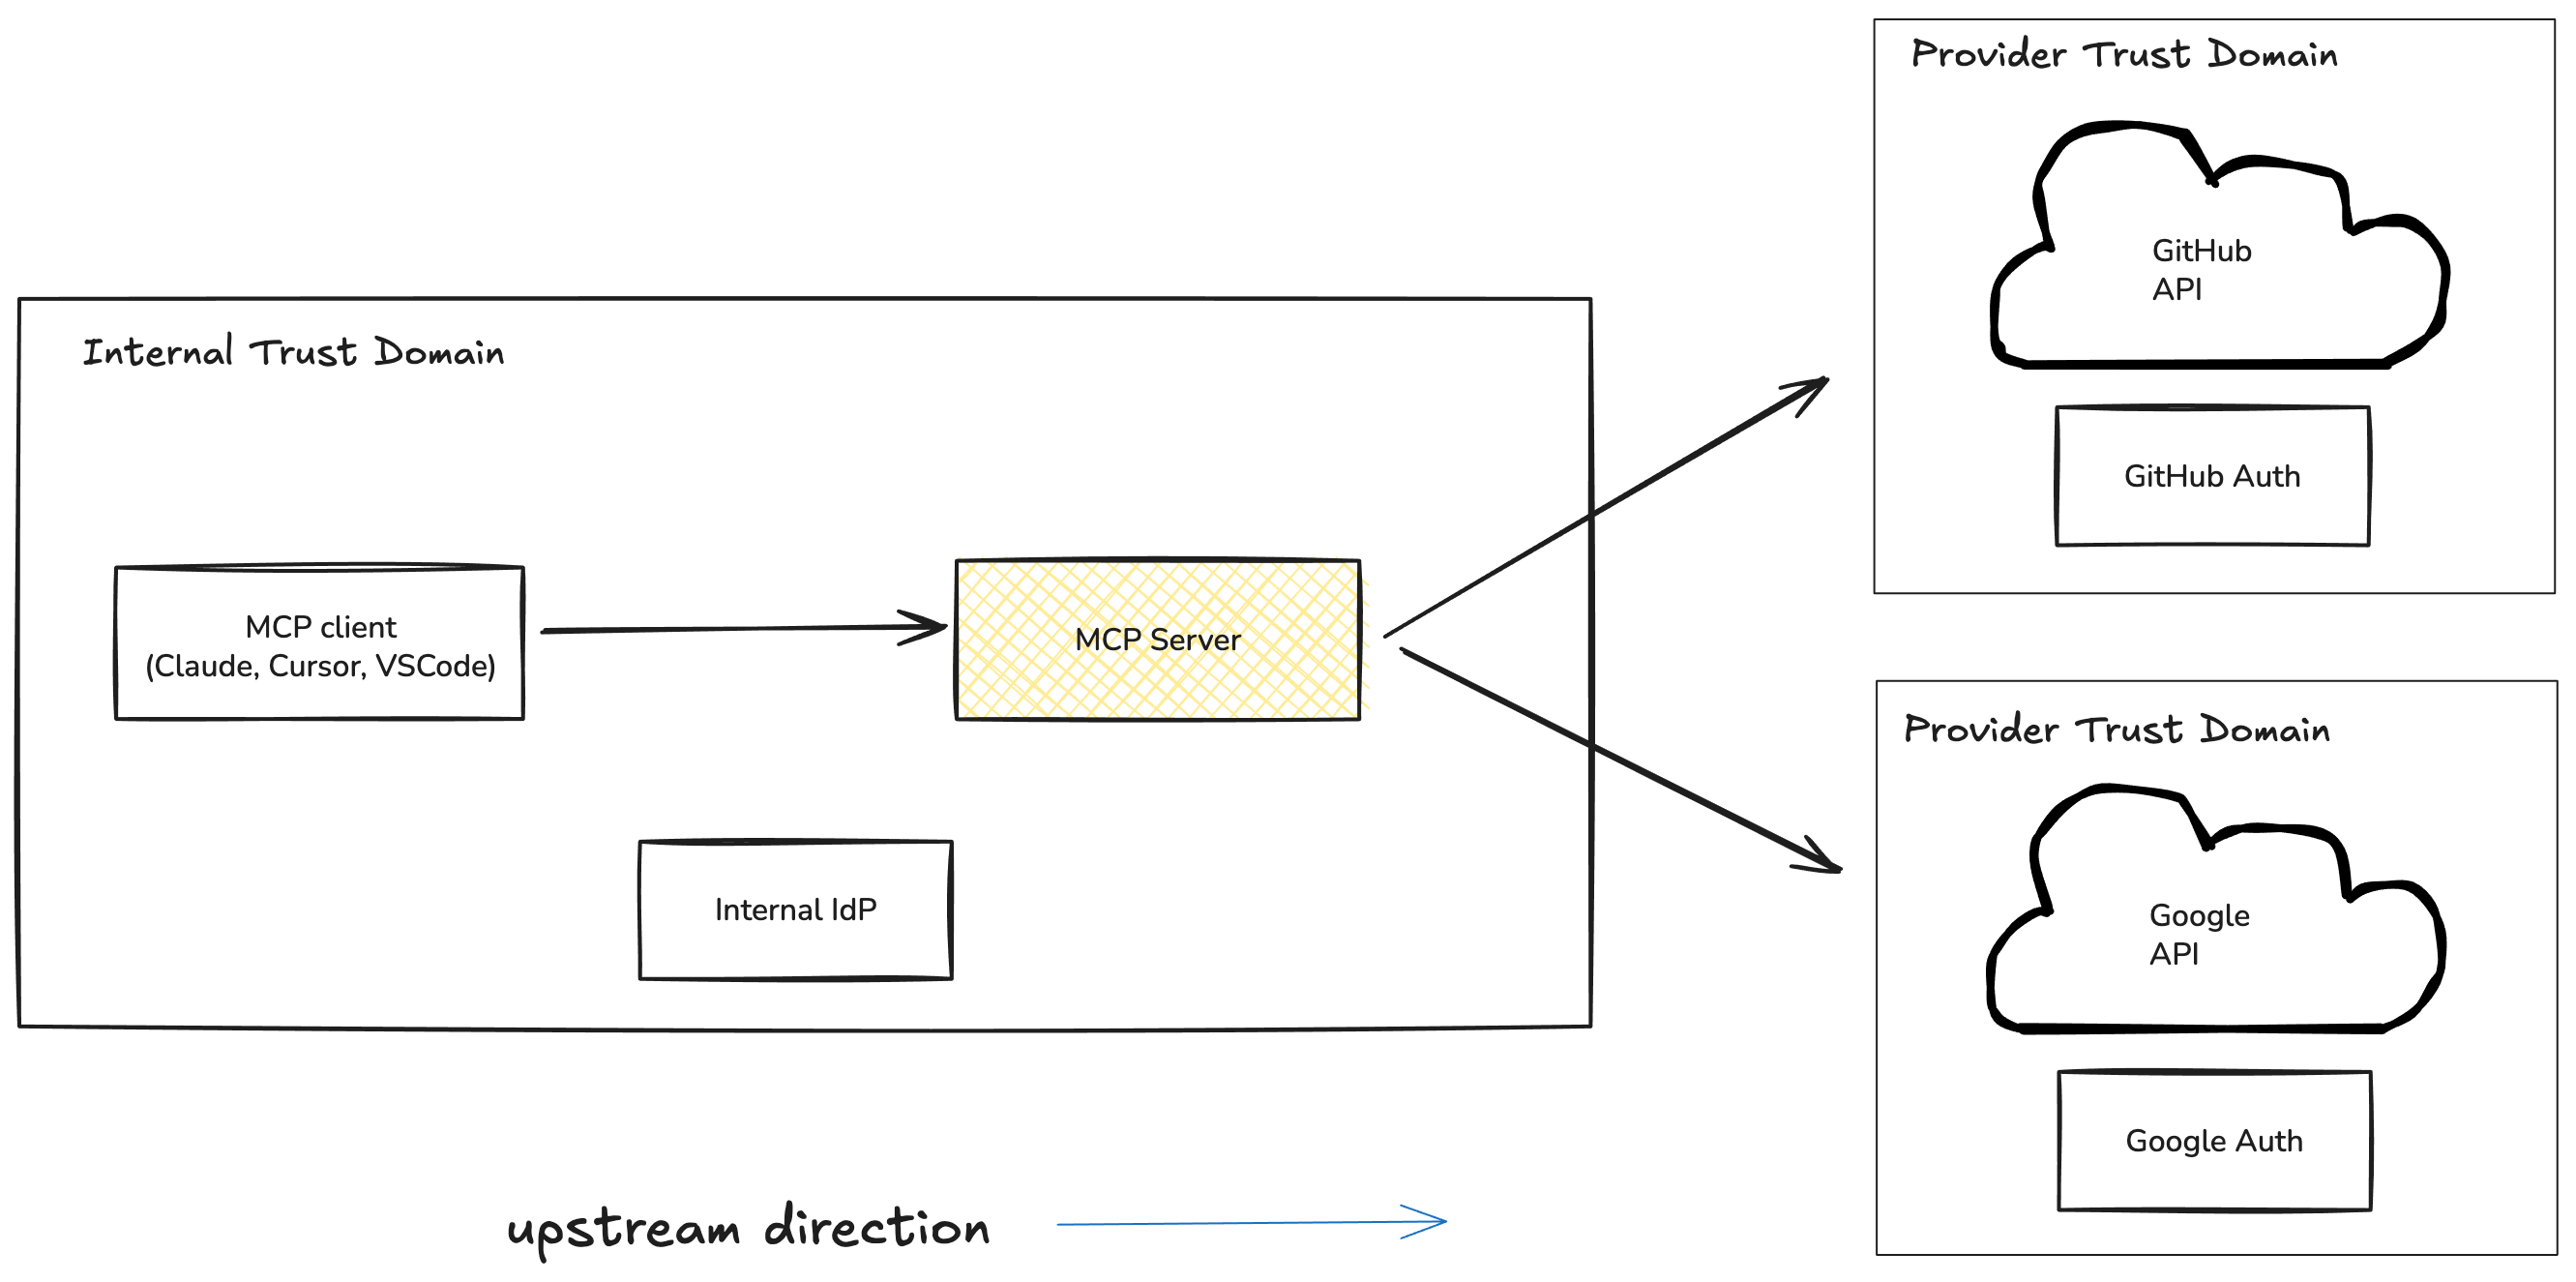 Provider Trust Domain
GitHub
API
GitHub Auth
Internal Trust Domain
MCP client
(Claude, Cursor, VSCode)
MCP Server
Internal IdP
Provider Trust Domain
Google
API
Google Auth
upstream direction